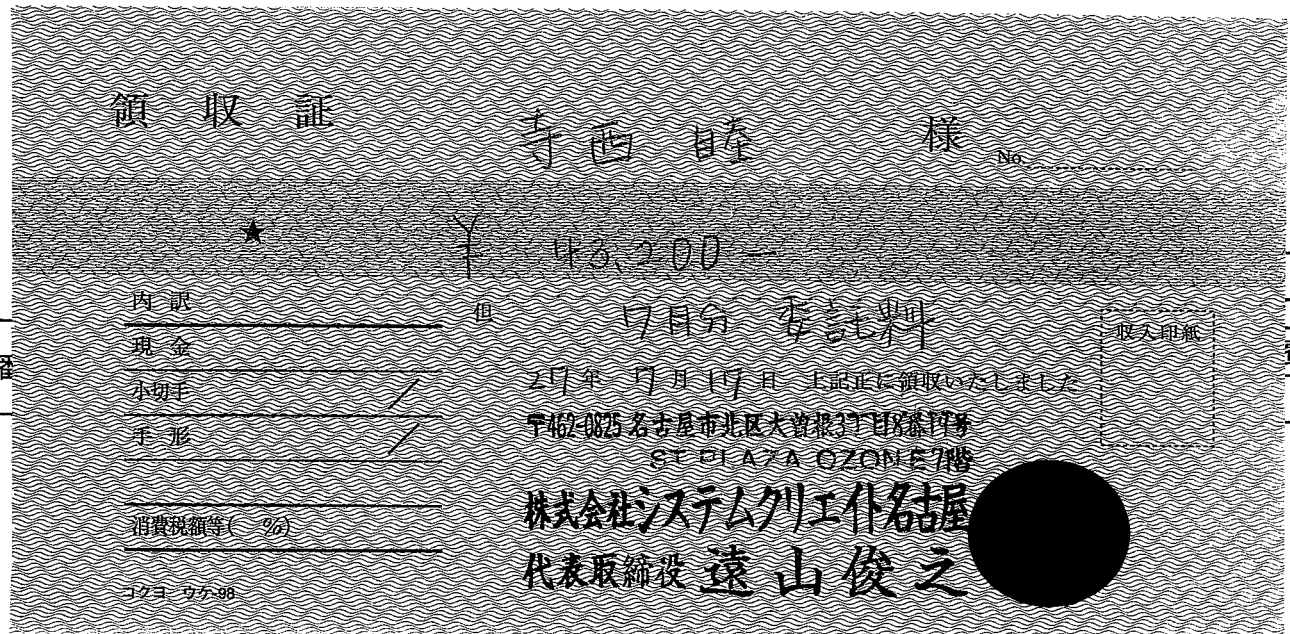 領収証
寺西 睦 様
No.
★
¥ 43,200-
内訳
但 7月分 委託料
収入印紙
現金
小切手
27年 7月17日 上記正に領収いたしました
手形
〒462-0825 名古屋市北区大曽根3丁目8番17号
ST PLAZA OZONE 7階
株式会社システムクリエイト名古屋
消費税額等( %)
代表取締役 遠山俊之
コクヨ ウケ-98